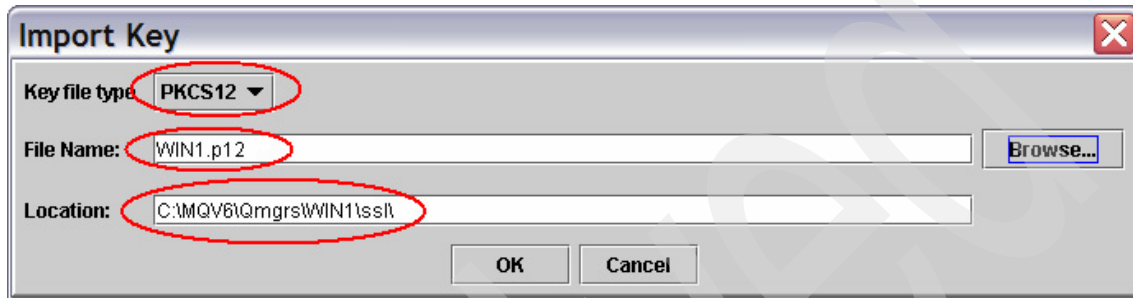 Import Key
Key file type PKCS12
File Name: WIN1.p12 Browse...
Location: C:\MQV6\Qmgrs\WIN1\ssl\
OK Cancel